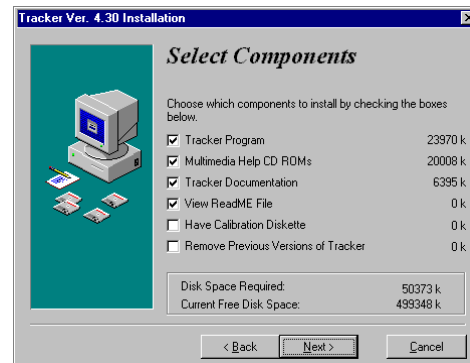 Tracker Ver. 4.30 Installation
Select Components
Choose which components to install by checking the boxes
below.
Tracker Program 23970 k
Multimedia Help CD ROMs 20008 k
Tracker Documentation 6395 k
View ReadME File 0 k
Have Calibration Diskette 0 k
Remove Previous Versions of Tracker 0 k
Disk Space Required: 50373 k
Current Free Disk Space: 499348 k
< Back Next > Cancel